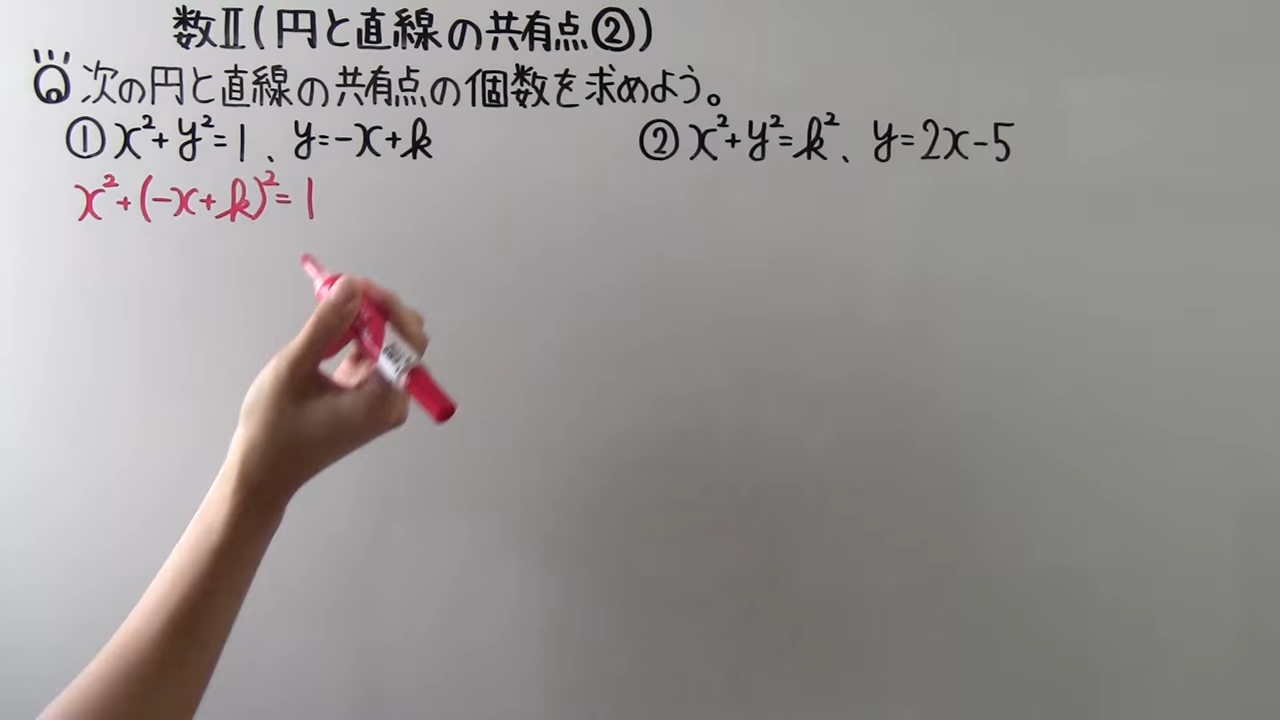 数Ⅱ(円と直線の共有点②)
Q 次の円と直線の共有点の個数を求めよう。
① x²+y²=1、y=-x+k
② x²+y²=k²、y=2x-5
x²+(-x+k)²=1